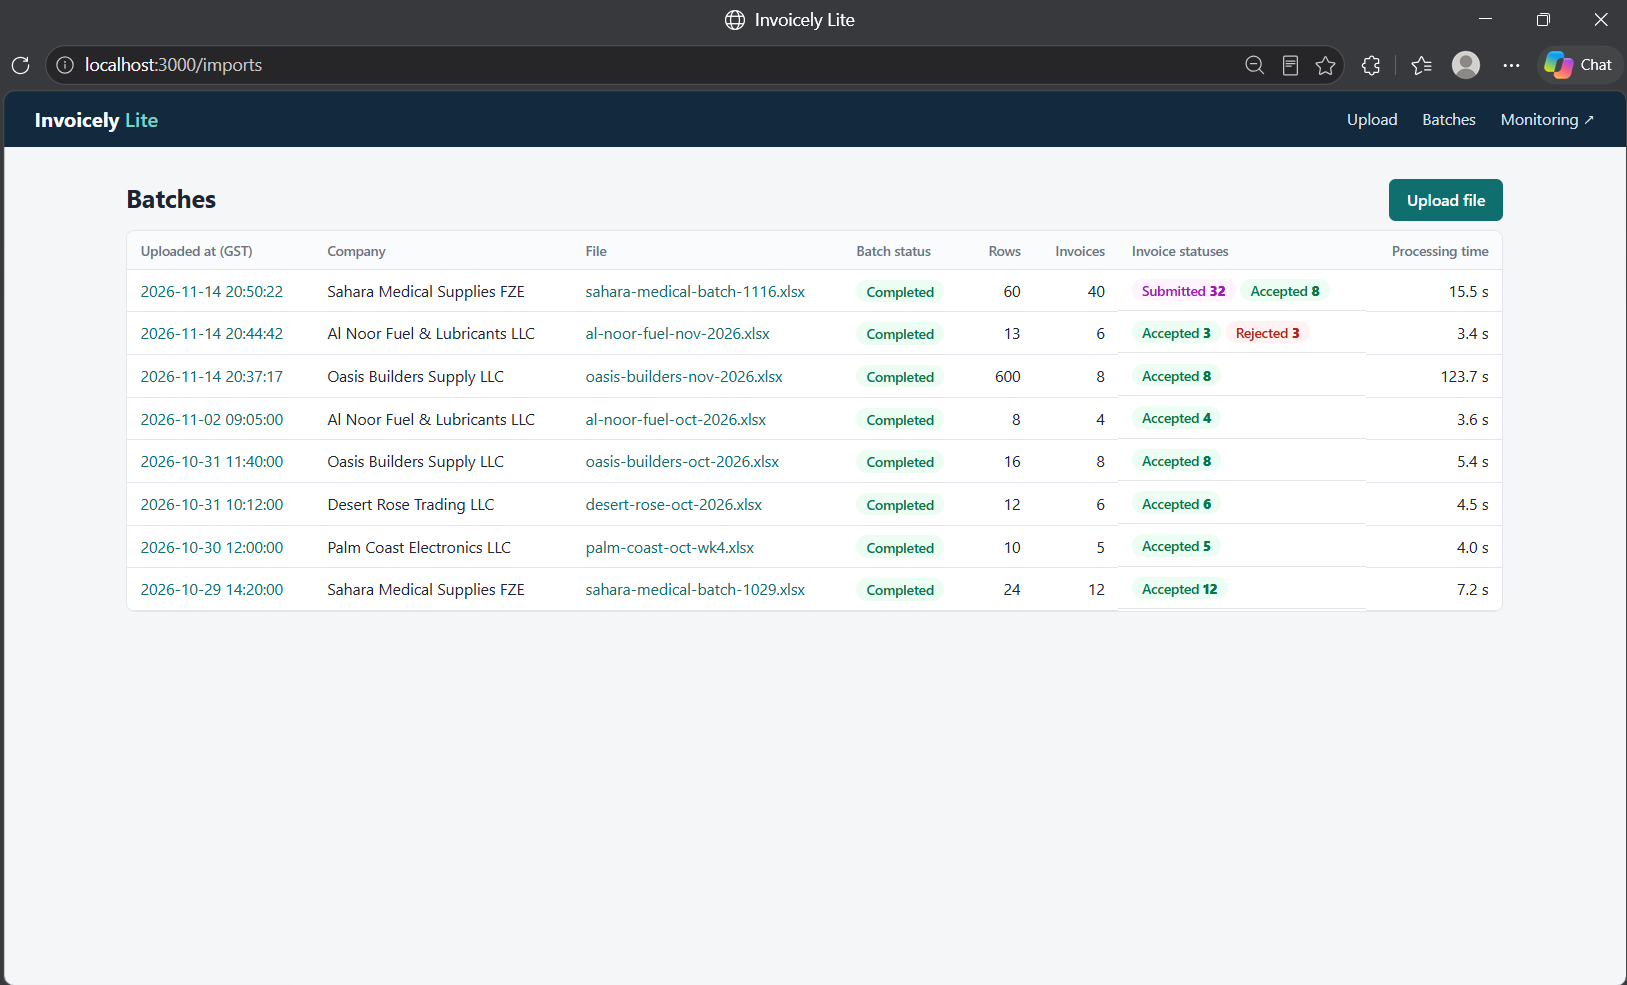 Invoicely Lite
localhost:3000/imports
Chat
Invoicely Lite
Upload Batches Monitoring ↗
Batches
Upload file
Uploaded at (GST) Company File Batch status Rows Invoices Invoice statuses Processing time
2026-11-14 20:50:22 Sahara Medical Supplies FZE sahara-medical-batch-1116.xlsx Completed 60 40 Submitted 32 Accepted 8 15.5 s
2026-11-14 20:44:42 Al Noor Fuel & Lubricants LLC al-noor-fuel-nov-2026.xlsx Completed 13 6 Accepted 3 Rejected 3 3.4 s
2026-11-14 20:37:17 Oasis Builders Supply LLC oasis-builders-nov-2026.xlsx Completed 600 8 Accepted 8 123.7 s
2026-11-02 09:05:00 Al Noor Fuel & Lubricants LLC al-noor-fuel-oct-2026.xlsx Completed 8 4 Accepted 4 3.6 s
2026-10-31 11:40:00 Oasis Builders Supply LLC oasis-builders-oct-2026.xlsx Completed 16 8 Accepted 8 5.4 s
2026-10-31 10:12:00 Desert Rose Trading LLC desert-rose-oct-2026.xlsx Completed 12 6 Accepted 6 4.5 s
2026-10-30 12:00:00 Palm Coast Electronics LLC palm-coast-oct-wk4.xlsx Completed 10 5 Accepted 5 4.0 s
2026-10-29 14:20:00 Sahara Medical Supplies FZE sahara-medical-batch-1029.xlsx Completed 24 12 Accepted 12 7.2 s